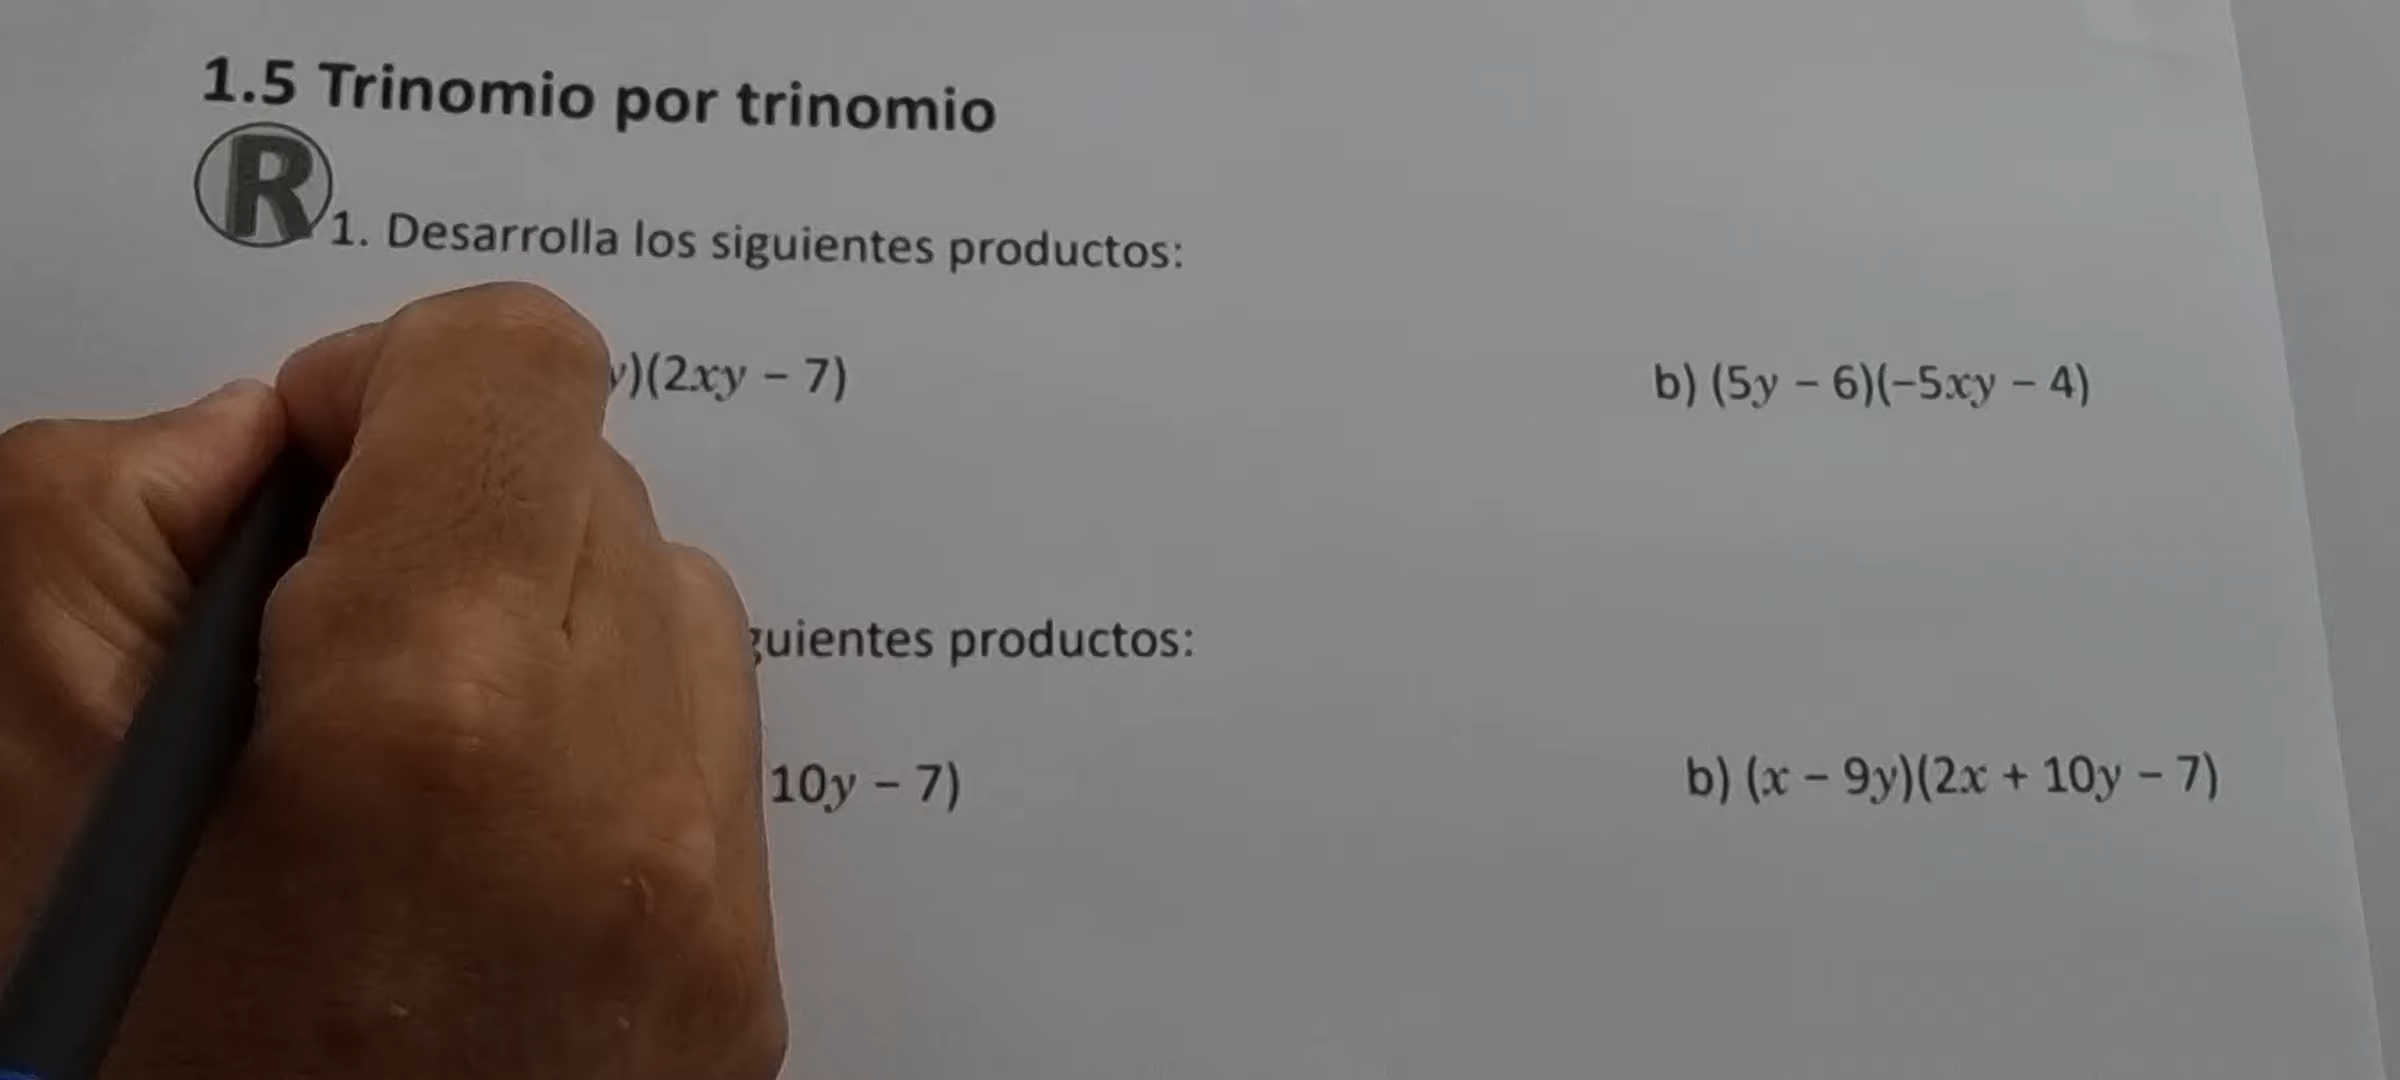 1.5 Trinomio por trinomio
R 1. Desarrolla los siguientes productos:
)(2xy – 7) b) (5y – 6)(–5xy – 4)
productos:
10y – 7) b) (x – 9y)(2x + 10y – 7)